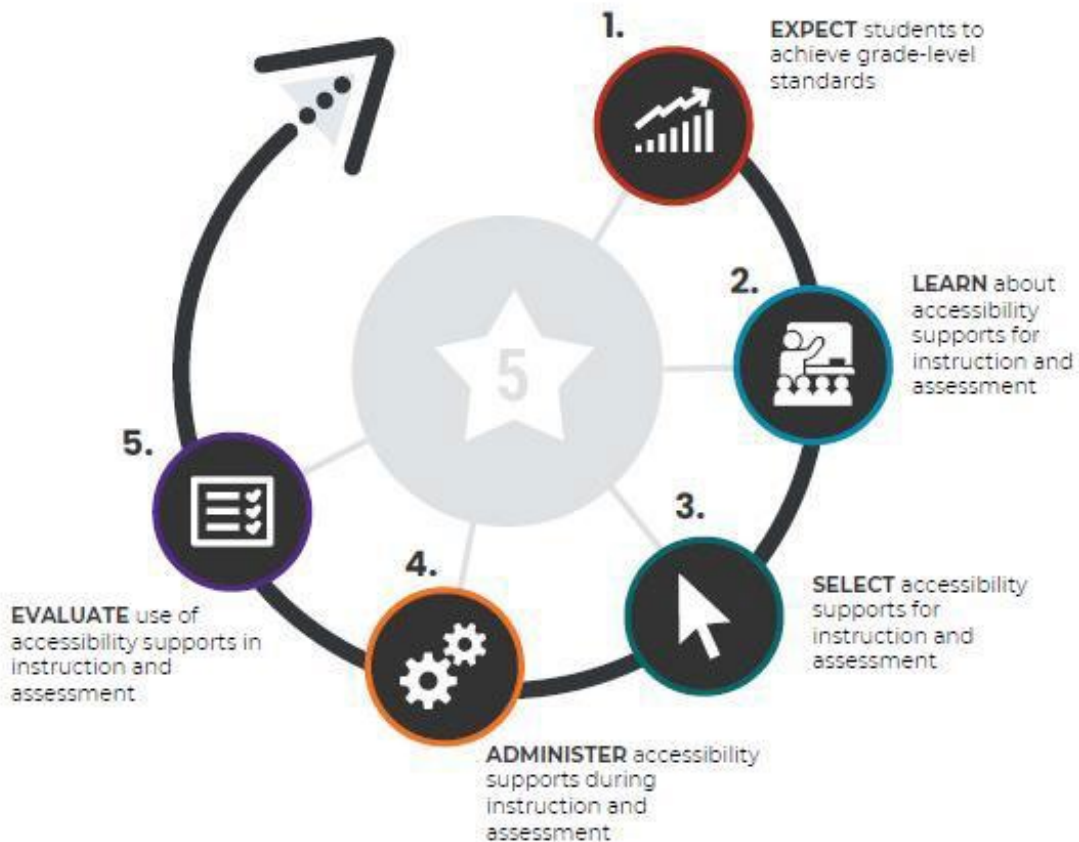 1.
EXPECT students to
achieve grade-level
standards
2.
LEARN about
accessibility
supports for
instruction and
assessment
5
3.
SELECT accessibility
supports for
instruction and
assessment
4.
ADMINISTER accessibility
supports during
instruction and
assessment
5.
EVALUATE use of
accessibility supports in
instruction and
assessment